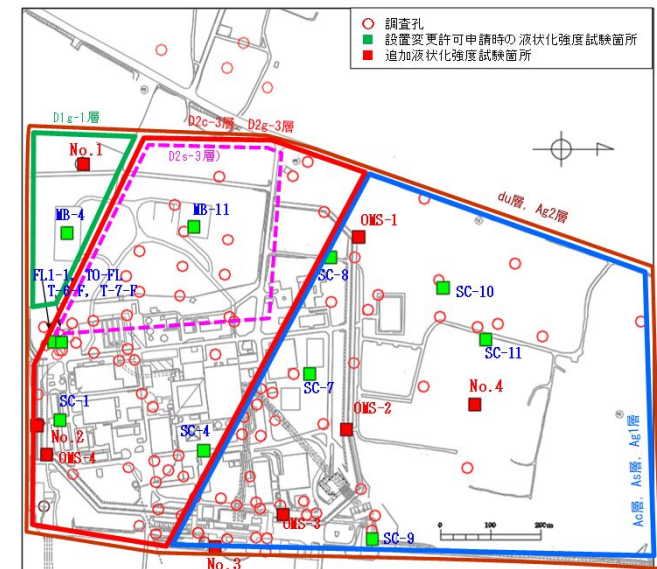 調査孔
設置変更許可申請時の液状化強度試験箇所
追加液状化強度試験箇所
D1g-1層
D2c-3層, D2g-3層
No.1
D2s-3層)
du層, Ag2層
MB-4
MB-11
OMS-1
SC-8
FL1-1, TO-FL
T-6-F, T-7-F
SC-10
SC-11
SC-7
No.4
SC-1
No.2
OMS-2
SC-4
OMS-4
Ac層, As層, Ag1層
OMS-3
SC-9
No.3
0
100
200m